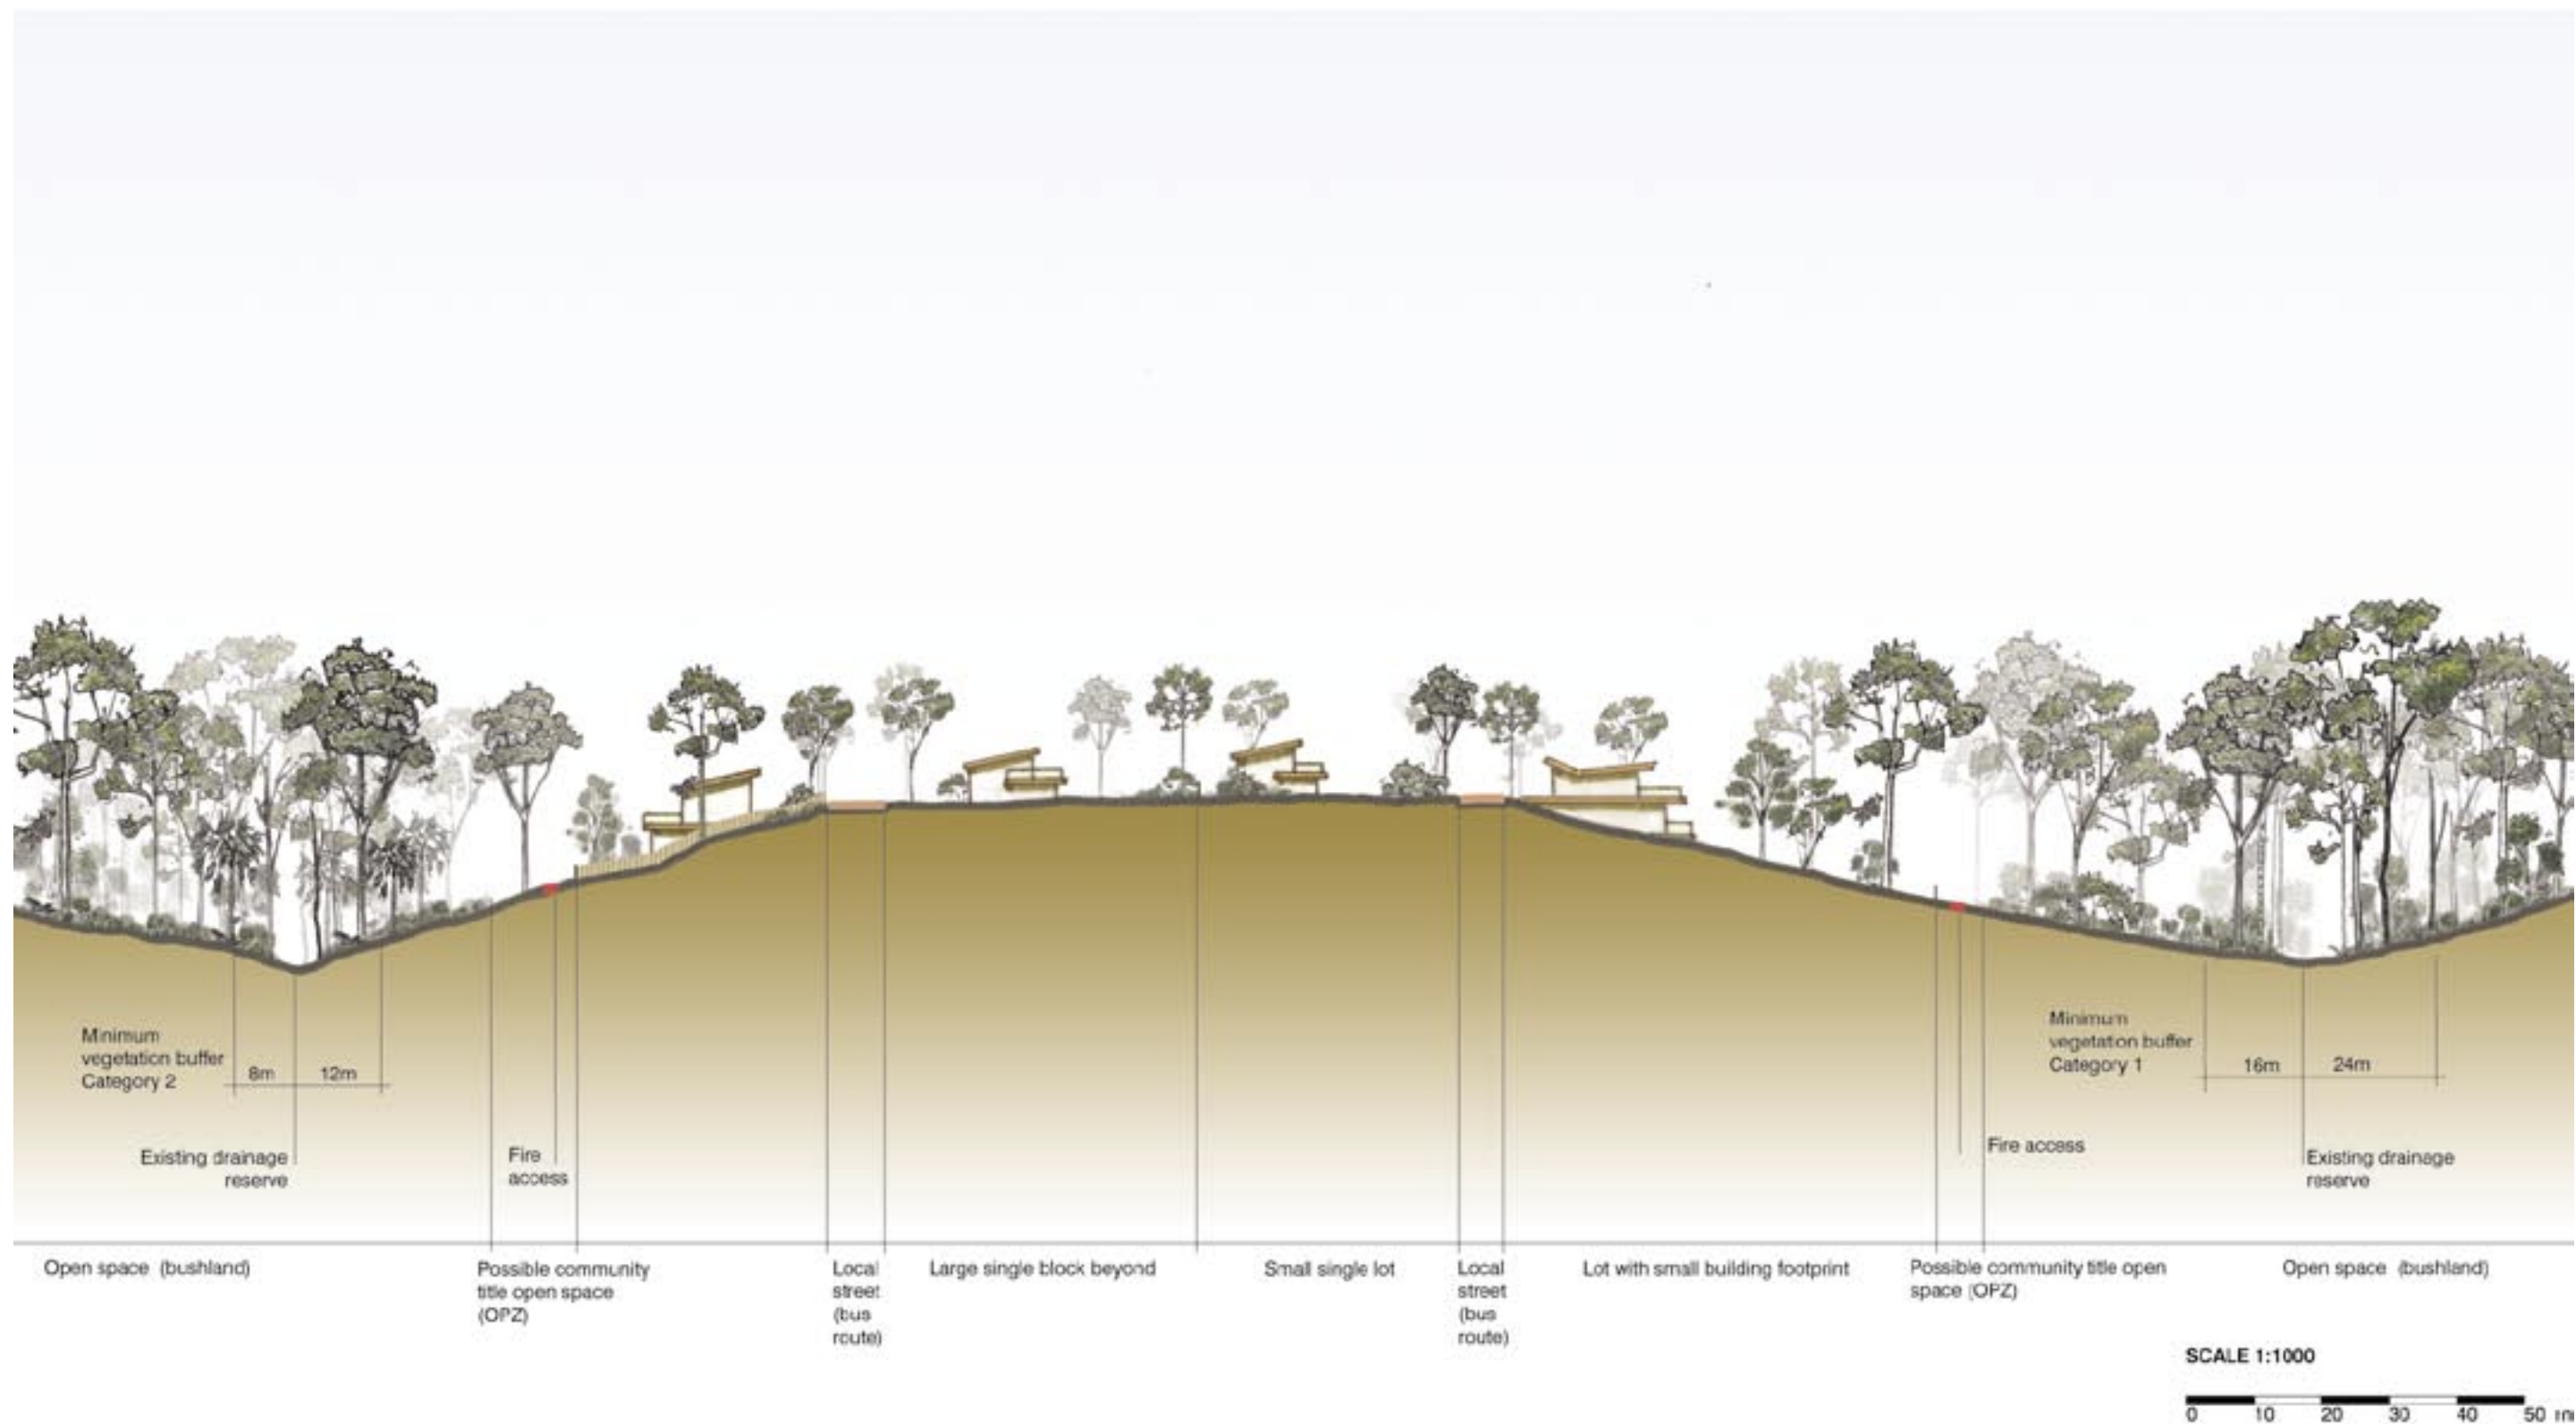 Minimum
vegetation buffer
Category 2
8m
12m
Existing drainage
reserve
Fire
access
Minimum
vegetation buffer
Category 1
16m
24m
Fire access
Existing drainage
reserve
Open space (bushland)
Possible community
title open space
(OPZ)
Local
street
(bus
route)
Large single block beyond
Small single lot
Local
street
(bus
route)
Lot with small building footprint
Possible community title open
space (OPZ)
Open space (bushland)
SCALE 1:1000
0 10 20 30 40 50 m